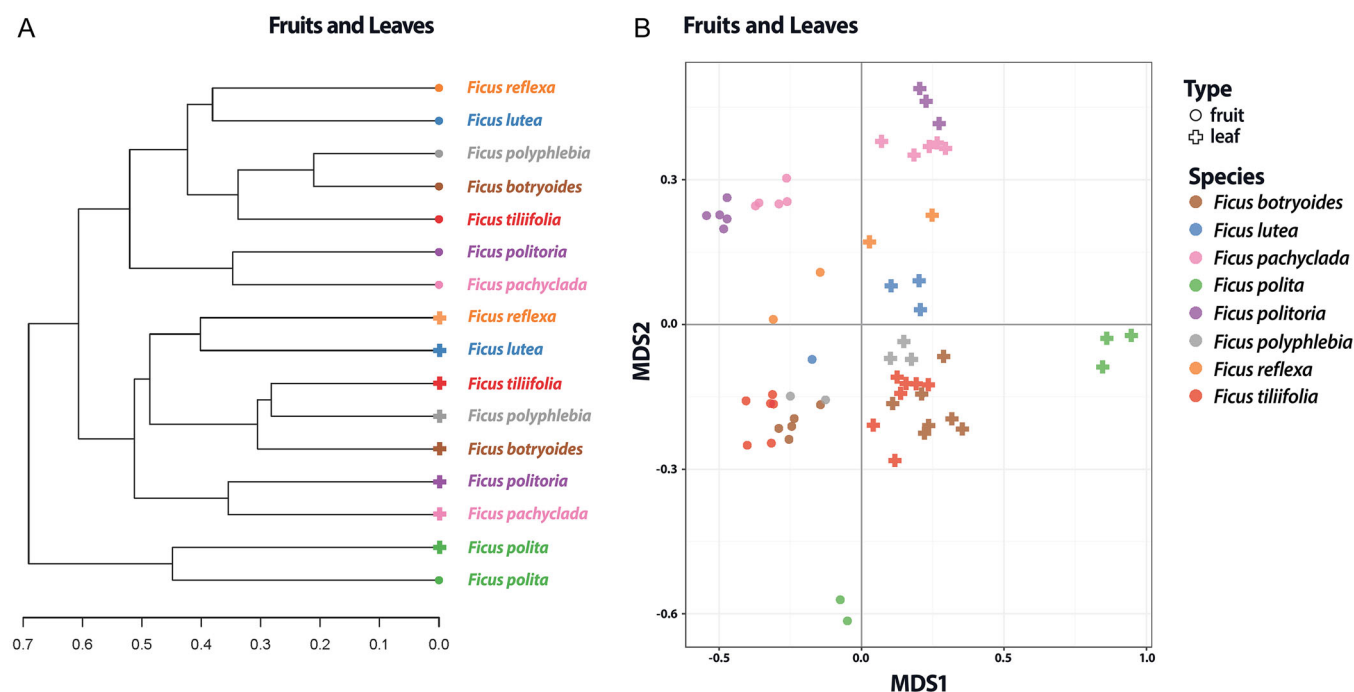 A
Fruits and Leaves
Ficus reflexa
Ficus lutea
Ficus polyphlebia
Ficus botryoides
Ficus tiliifolia
Ficus politoria
Ficus pachyclada
Ficus reflexa
Ficus lutea
Ficus tiliifolia
Ficus polyphlebia
Ficus botryoides
Ficus politoria
Ficus pachyclada
Ficus polita
Ficus polita
0.7 0.6 0.5 0.4 0.3 0.2 0.1 0.0
B
Fruits and Leaves
MDS2
0.3
0.0
-0.3
-0.6
-0.5 0.0 0.5 1.0
MDS1
Type
fruit
leaf
Species
Ficus botryoides
Ficus lutea
Ficus pachyclada
Ficus polita
Ficus politoria
Ficus polyphlebia
Ficus reflexa
Ficus tiliifolia